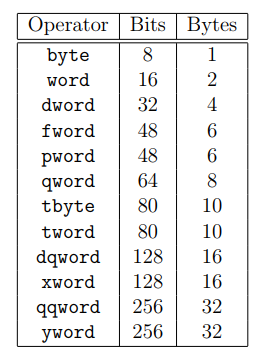 Operator Bits Bytes
byte 8 1
word 16 2
dword 32 4
fword 48 6
pword 48 6
qword 64 8
tbyte 80 10
tword 80 10
dqword 128 16
xword 128 16
qqword 256 32
yword 256 32